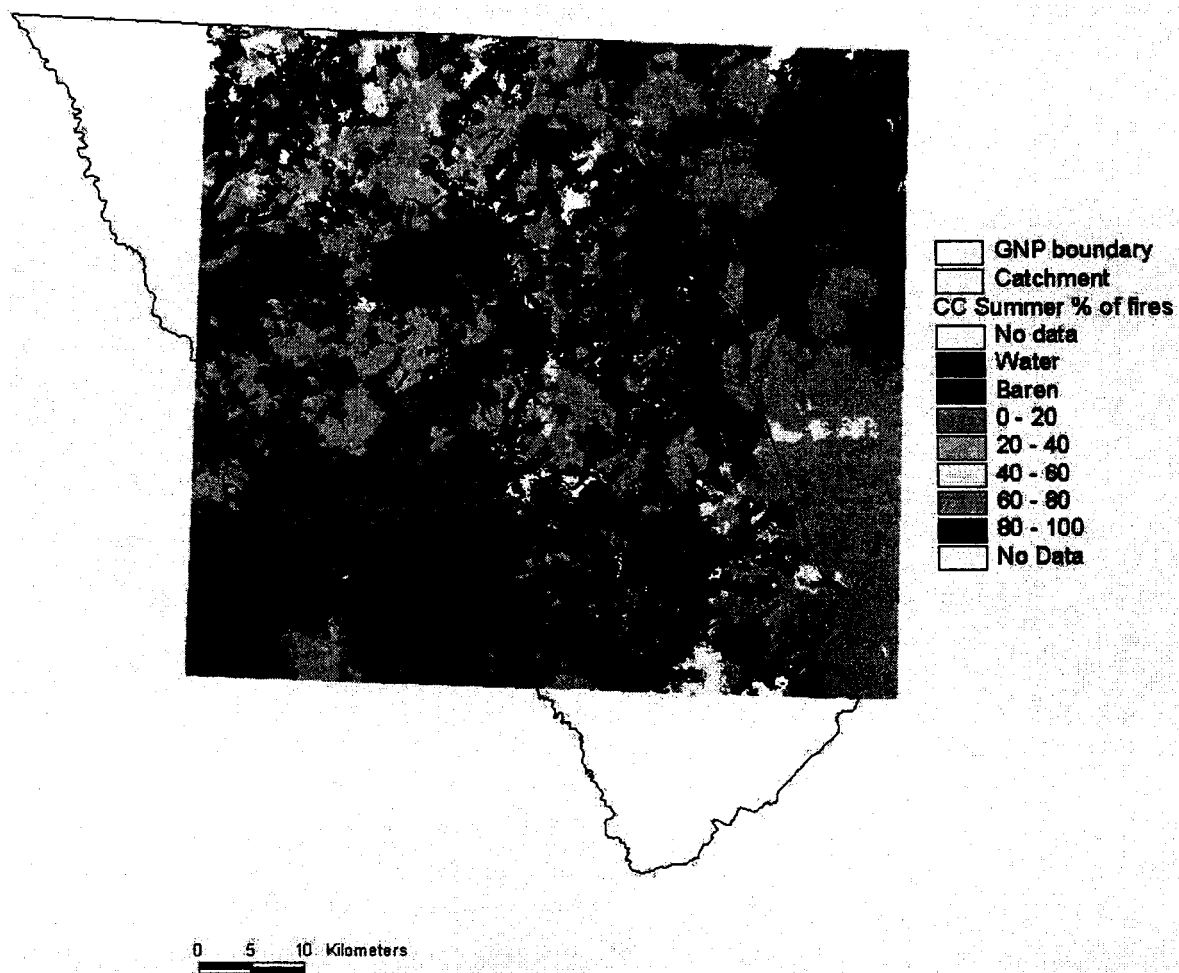 GNP boundary
Catchment
CC Summer % of fires
No data
Water
Baren
0 - 20
20 - 40
40 - 60
60 - 80
80 - 100
No Data
0 5 10 Kilometers